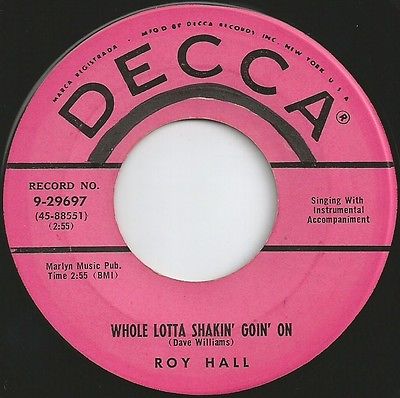 MARCA REGISTRADA • MF'D BY DECCA RECORDS INC., NEW YORK, U.S.A.
DECCA®
RECORD NO.
9-29697
(45-88551)
(2:55)
Singing With
Instrumental
Accompaniment
Marlyn Music Pub.
Time 2:55 (BMI)
WHOLE LOTTA SHAKIN' GOIN' ON
(Dave Williams)
ROY HALL